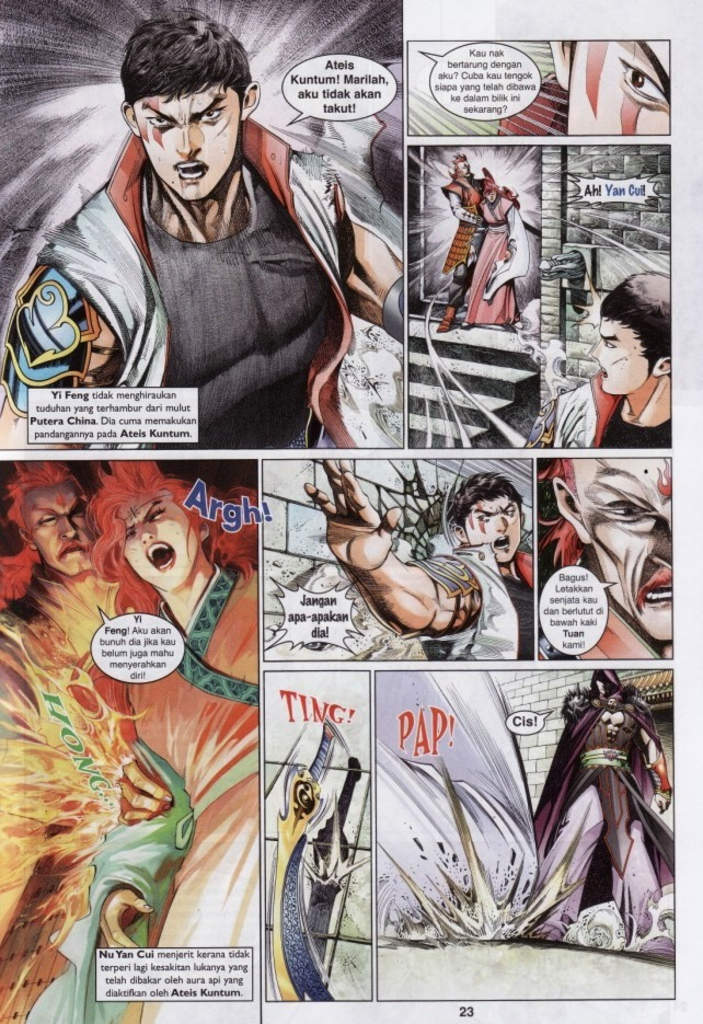 Ateis
Kuntum! Marilah,
aku tidak akan
takut!
Yi Feng tidak menghiraukan
tuduhan yang terhambur dari mulut
Putera China. Dia cuma memakukan
pandangannya pada Ateis Kuntum.
Kau nak
bertarung dengan
aku? Cuba kau tengok
siapa yang telah dibawa
ke dalam bilik ini
sekarang?
Ah! Yan Cui!
Argh!
Yi
Feng! Aku akan
bunuh dia jika kau
belum juga mahu
menyerahkan
diri!
HONG...
Nu Yan Cui menjerit kerana tidak
terperi lagi kesakitan lukanya yang
telah dibakar oleh aura api yang
diaktifkan oleh Ateis Kuntum.
Jangan
apa-apakan
dia!
Bagus!
Letakkan
senjata kau
dan berlutut di
bawah kaki
Tuan
kami!
TING!
PAP!
Cis!
23